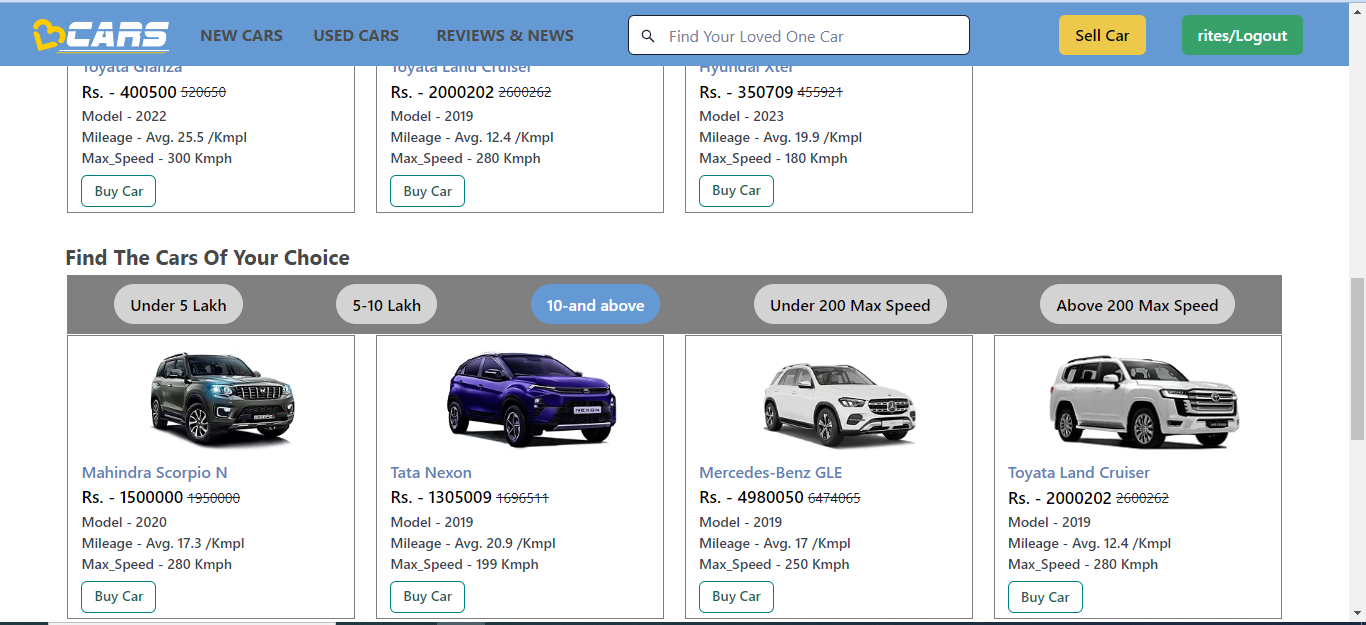 CARS NEW CARS USED CARS REVIEWS & NEWS Find Your Loved One Car Sell Car rites/Logout
Toyata Glanza Toyata Land Cruiser Hyundai Xter
Rs. - 400500 520650 Rs. - 2000202 2600262 Rs. - 350709 455921
Model - 2022 Model - 2019 Model - 2023
Mileage - Avg. 25.5 /Kmpl Mileage - Avg. 12.4 /Kmpl Mileage - Avg. 19.9 /Kmpl
Max_Speed - 300 Kmph Max_Speed - 280 Kmph Max_Speed - 180 Kmph
Buy Car Buy Car Buy Car
Find The Cars Of Your Choice
Under 5 Lakh 5-10 Lakh 10-and above Under 200 Max Speed Above 200 Max Speed
NEXON
Mahindra Scorpio N Tata Nexon Mercedes-Benz GLE Toyata Land Cruiser
Rs. - 1500000 1950000 Rs. - 1305009 1696511 Rs. - 4980050 6474065 Rs. - 2000202 2600262
Model - 2020 Model - 2019 Model - 2019 Model - 2019
Mileage - Avg. 17.3 /Kmpl Mileage - Avg. 20.9 /Kmpl Mileage - Avg. 17 /Kmpl Mileage - Avg. 12.4 /Kmpl
Max_Speed - 280 Kmph Max_Speed - 199 Kmph Max_Speed - 250 Kmph Max_Speed - 280 Kmph
Buy Car Buy Car Buy Car Buy Car